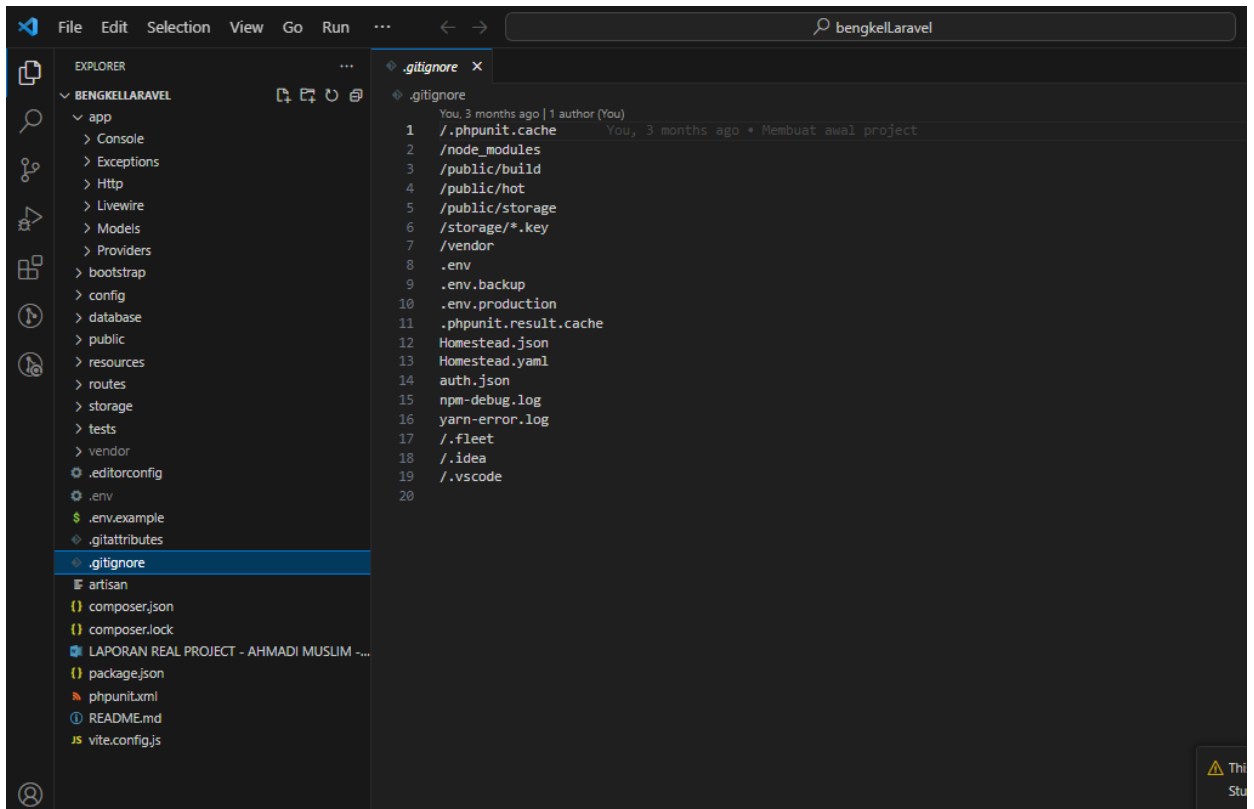 File Edit Selection View Go Run ... bengkelLaravel
EXPLORER ...
BENGKELLARAVEL
app
Console
Exceptions
Http
Livewire
Models
Providers
bootstrap
config
database
public
resources
routes
storage
tests
vendor
.editorconfig
.env
$ .env.example
.gitattributes
.gitignore
artisan
{} composer.json
{} composer.lock
LAPORAN REAL PROJECT - AHMADI MUSLIM -...
{} package.json
phpunit.xml
README.md
JS vite.config.js
.gitignore
.gitignore
You, 3 months ago | 1 author (You)
1 /.phpunit.cache You, 3 months ago • Membuat awal project
2 /node_modules
3 /public/build
4 /public/hot
5 /public/storage
6 /storage/*.key
7 /vendor
8 .env
9 .env.backup
10 .env.production
11 .phpunit.result.cache
12 Homestead.json
13 Homestead.yaml
14 auth.json
15 npm-debug.log
16 yarn-error.log
17 /.fleet
18 /.idea
19 /.vscode
20